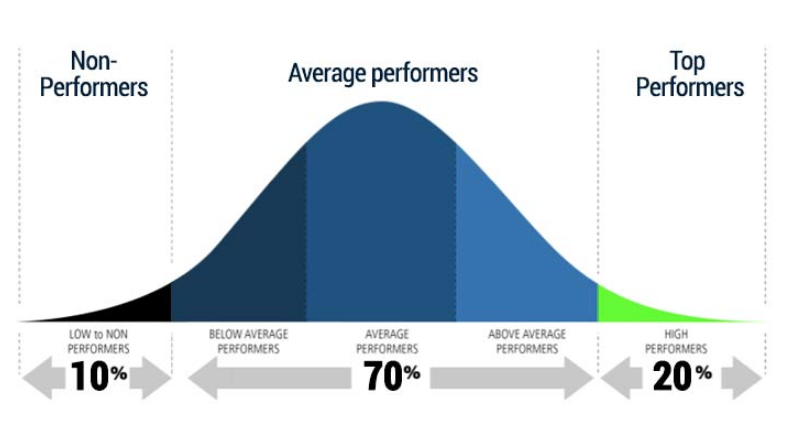 Non-
Performers
Average performers
Top
Performers
LOW to NON
PERFORMERS
BELOW AVERAGE
PERFORMERS
AVERAGE
PERFORMERS
ABOVE AVERAGE
PERFORMERS
HIGH
PERFORMERS
10%
70%
20%